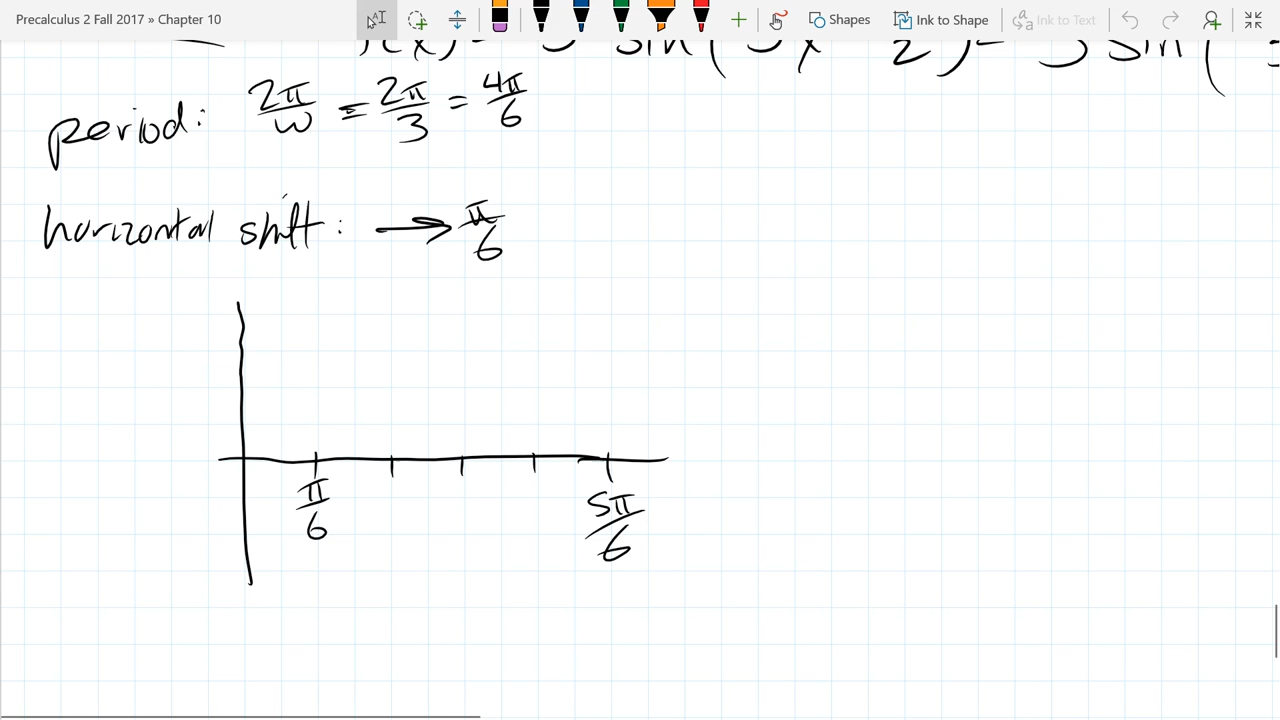 Precalculus 2 Fall 2017 » Chapter 10
Shapes
Ink to Shape
Ink to Text
period: 2π/ω = 2π/3 = 4π/6
horizontal shift: → π/6
π/6
5π/6